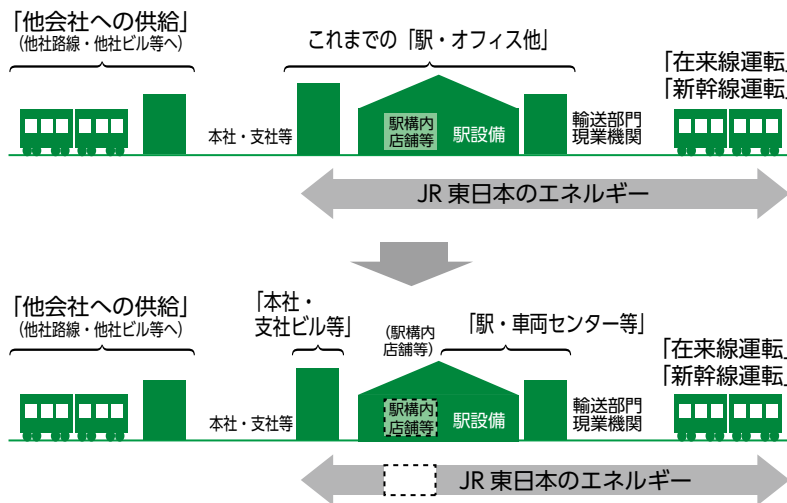 「他会社への供給」
(他社路線・他社ビル等へ)
これまでの「駅・オフィス他」
「在来線運転」
「新幹線運転」
本社・支社等
駅構内
店舗等
駅設備
輸送部門
現業機関
JR 東日本のエネルギー
「他会社への供給」
(他社路線・他社ビル等へ)
「本社・
支社ビル等」
(駅構内
店舗等)
「駅・車両センター等」
「在来線運転」
「新幹線運転」
本社・支社等
駅構内
店舗等
駅設備
輸送部門
現業機関
JR 東日本のエネルギー